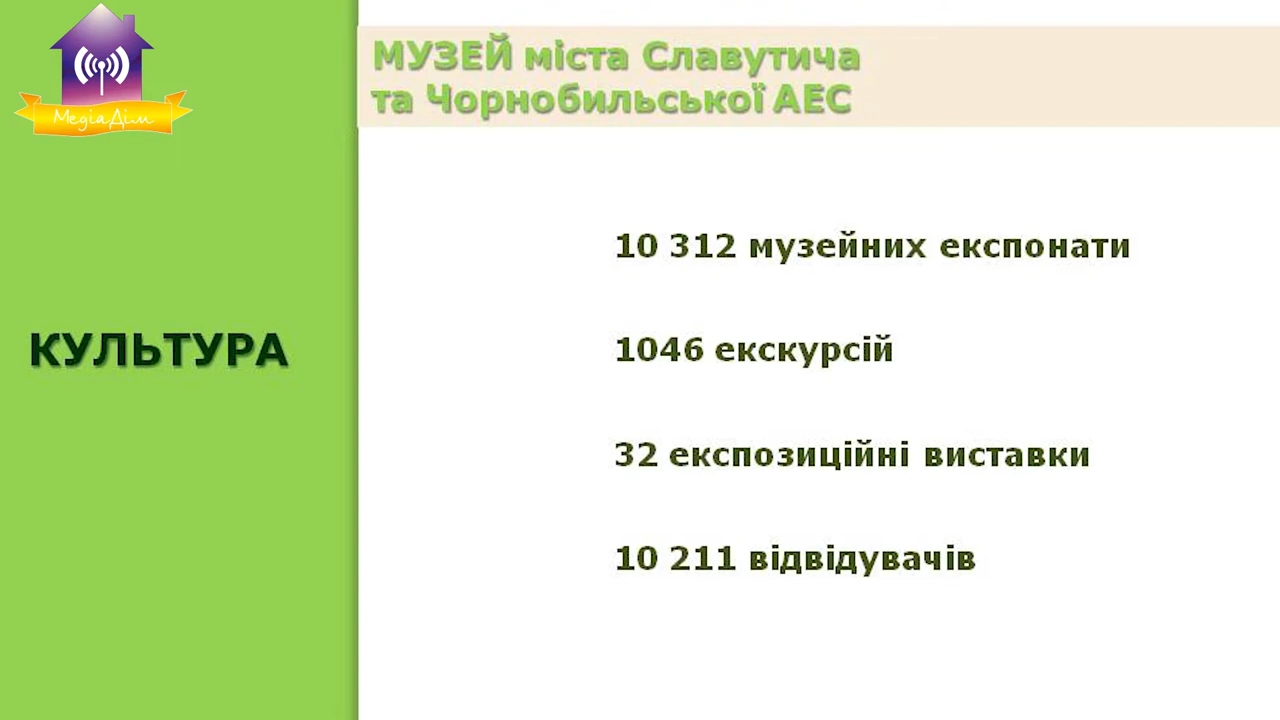 МедіаДім
МУЗЕЙ міста Славутича
та Чорнобильської АЕС
КУЛЬТУРА
10 312 музейних експонати
1046 екскурсій
32 експозиційні виставки
10 211 відвідувачів